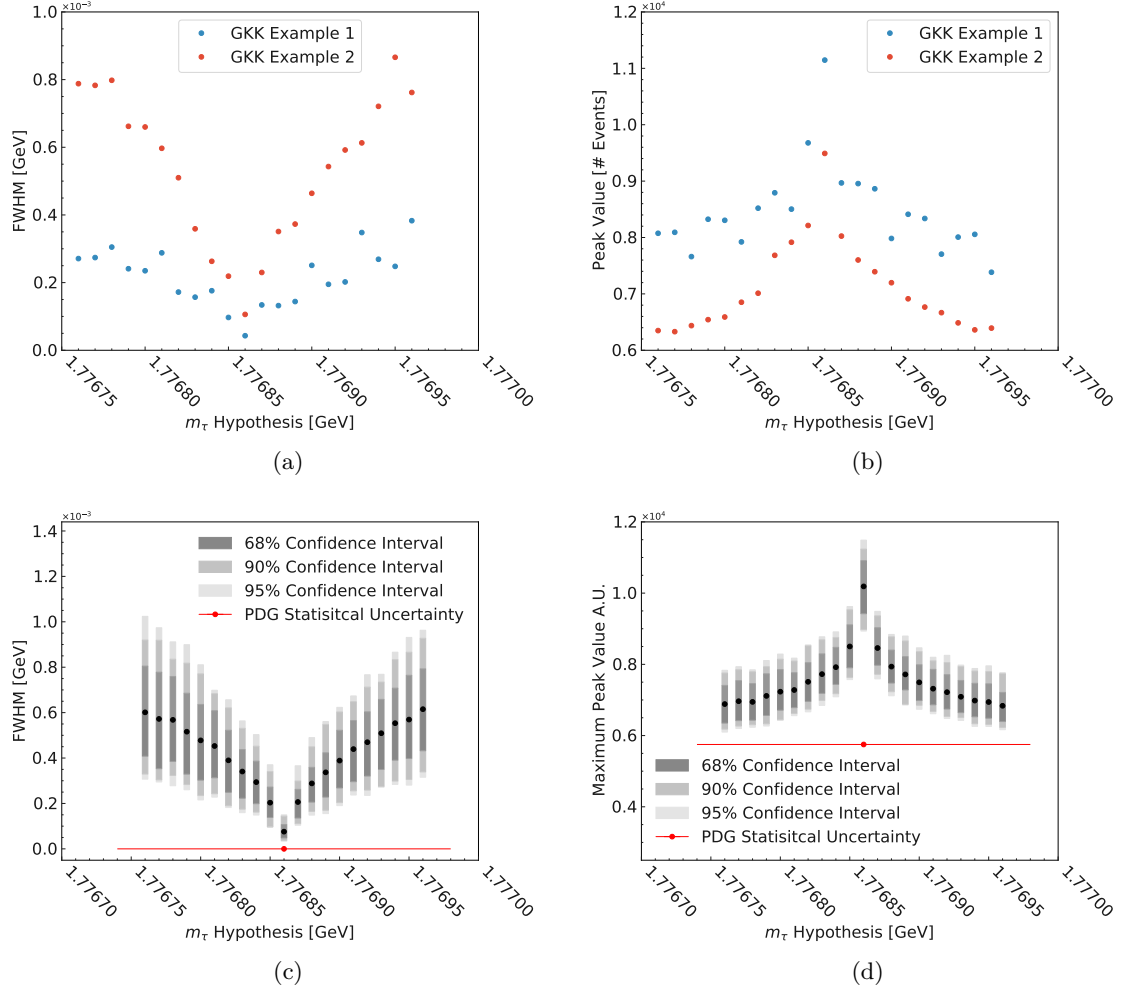 ×10⁻³
1.0
0.8
0.6
0.4
0.2
0.0
FWHM [GeV]
GKK Example 1
GKK Example 2
1.77675
1.77680
1.77685
1.77690
1.77695
1.77700
mτ Hypothesis [GeV]
(a)
×10⁴
1.2
1.1
1.0
0.9
0.8
0.7
0.6
Peak Value [# Events]
GKK Example 1
GKK Example 2
1.77675
1.77680
1.77685
1.77690
1.77695
1.77700
mτ Hypothesis [GeV]
(b)
×10⁻³
1.4
1.2
1.0
0.8
0.6
0.4
0.2
0.0
FWHM [GeV]
68% Confidence Interval
90% Confidence Interval
95% Confidence Interval
PDG Statisitcal Uncertainty
1.77670
1.77675
1.77680
1.77685
1.77690
1.77695
1.77700
mτ Hypothesis [GeV]
(c)
×10⁴
1.2
1.0
0.8
0.6
0.4
Maximum Peak Value A.U.
68% Confidence Interval
90% Confidence Interval
95% Confidence Interval
PDG Statisitcal Uncertainty
1.77670
1.77675
1.77680
1.77685
1.77690
1.77695
1.77700
mτ Hypothesis [GeV]
(d)